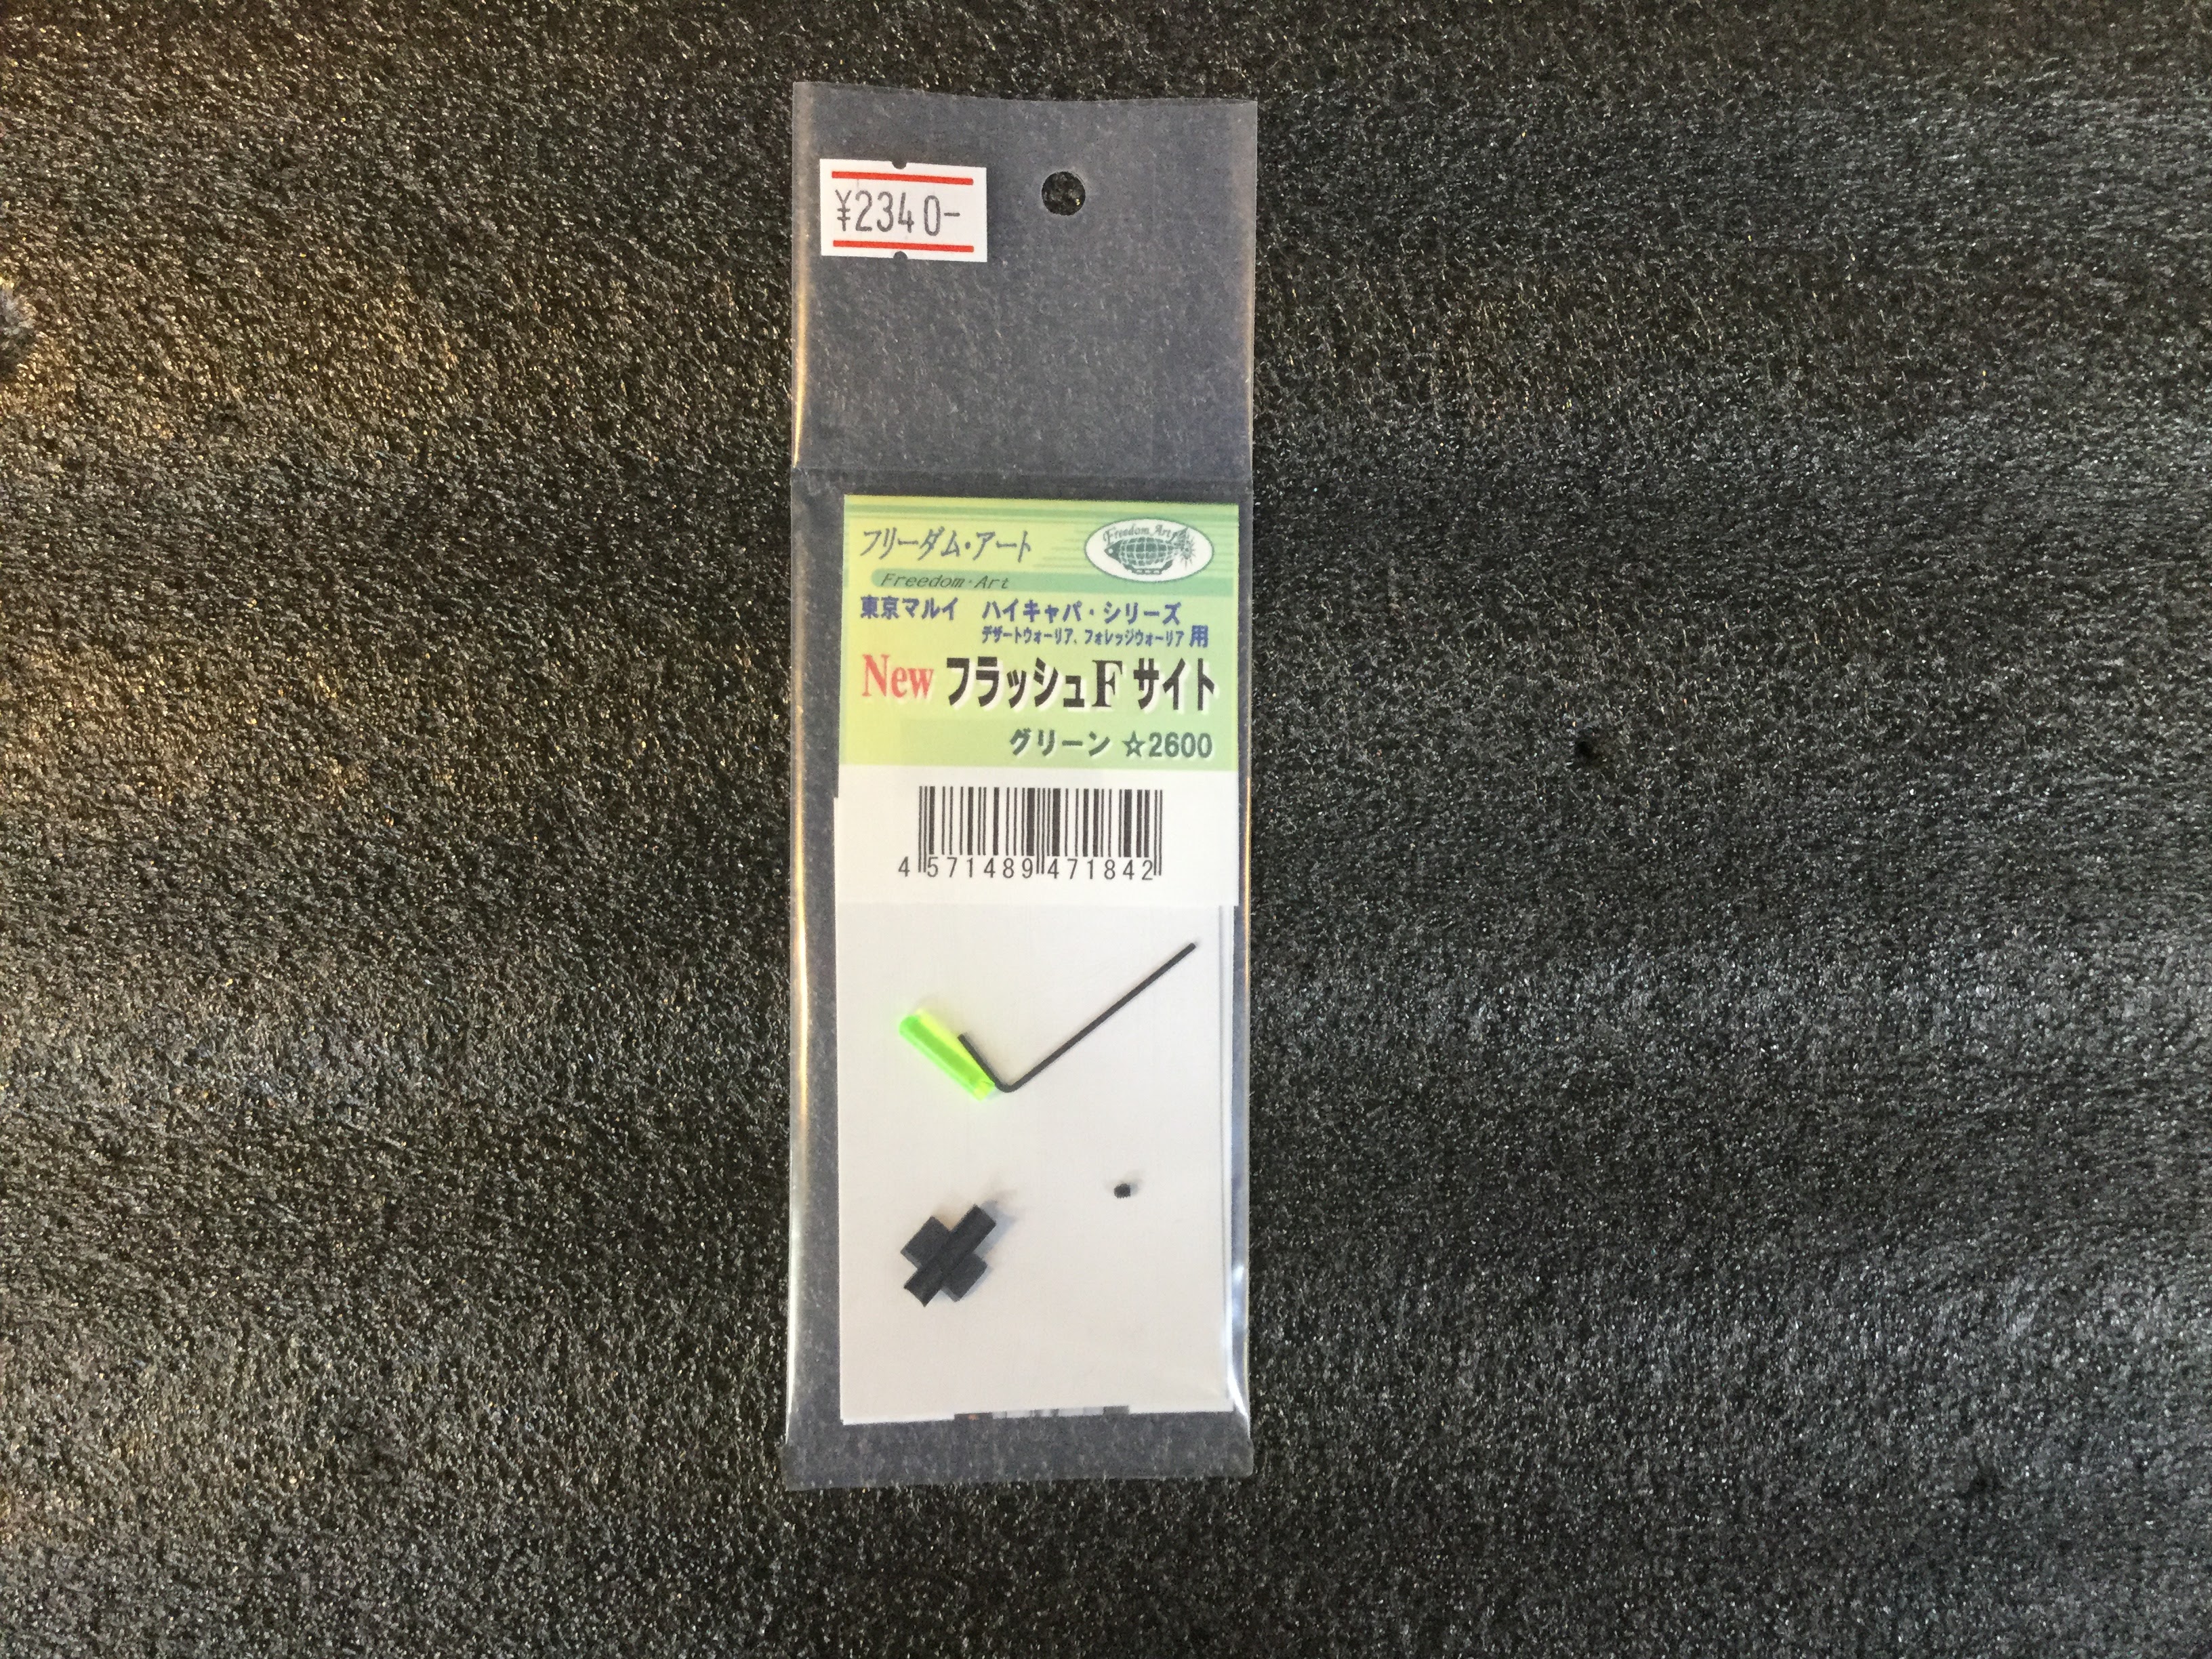 ¥2340-
フリーダム・アート
Freedom Art
Freedom・Art
東京マルイ ハイキャパ・シリーズ
デザートウォーリア、フォレッジウォーリア 用
New フラッシュF サイト
グリーン ☆2600
4 571489 471842